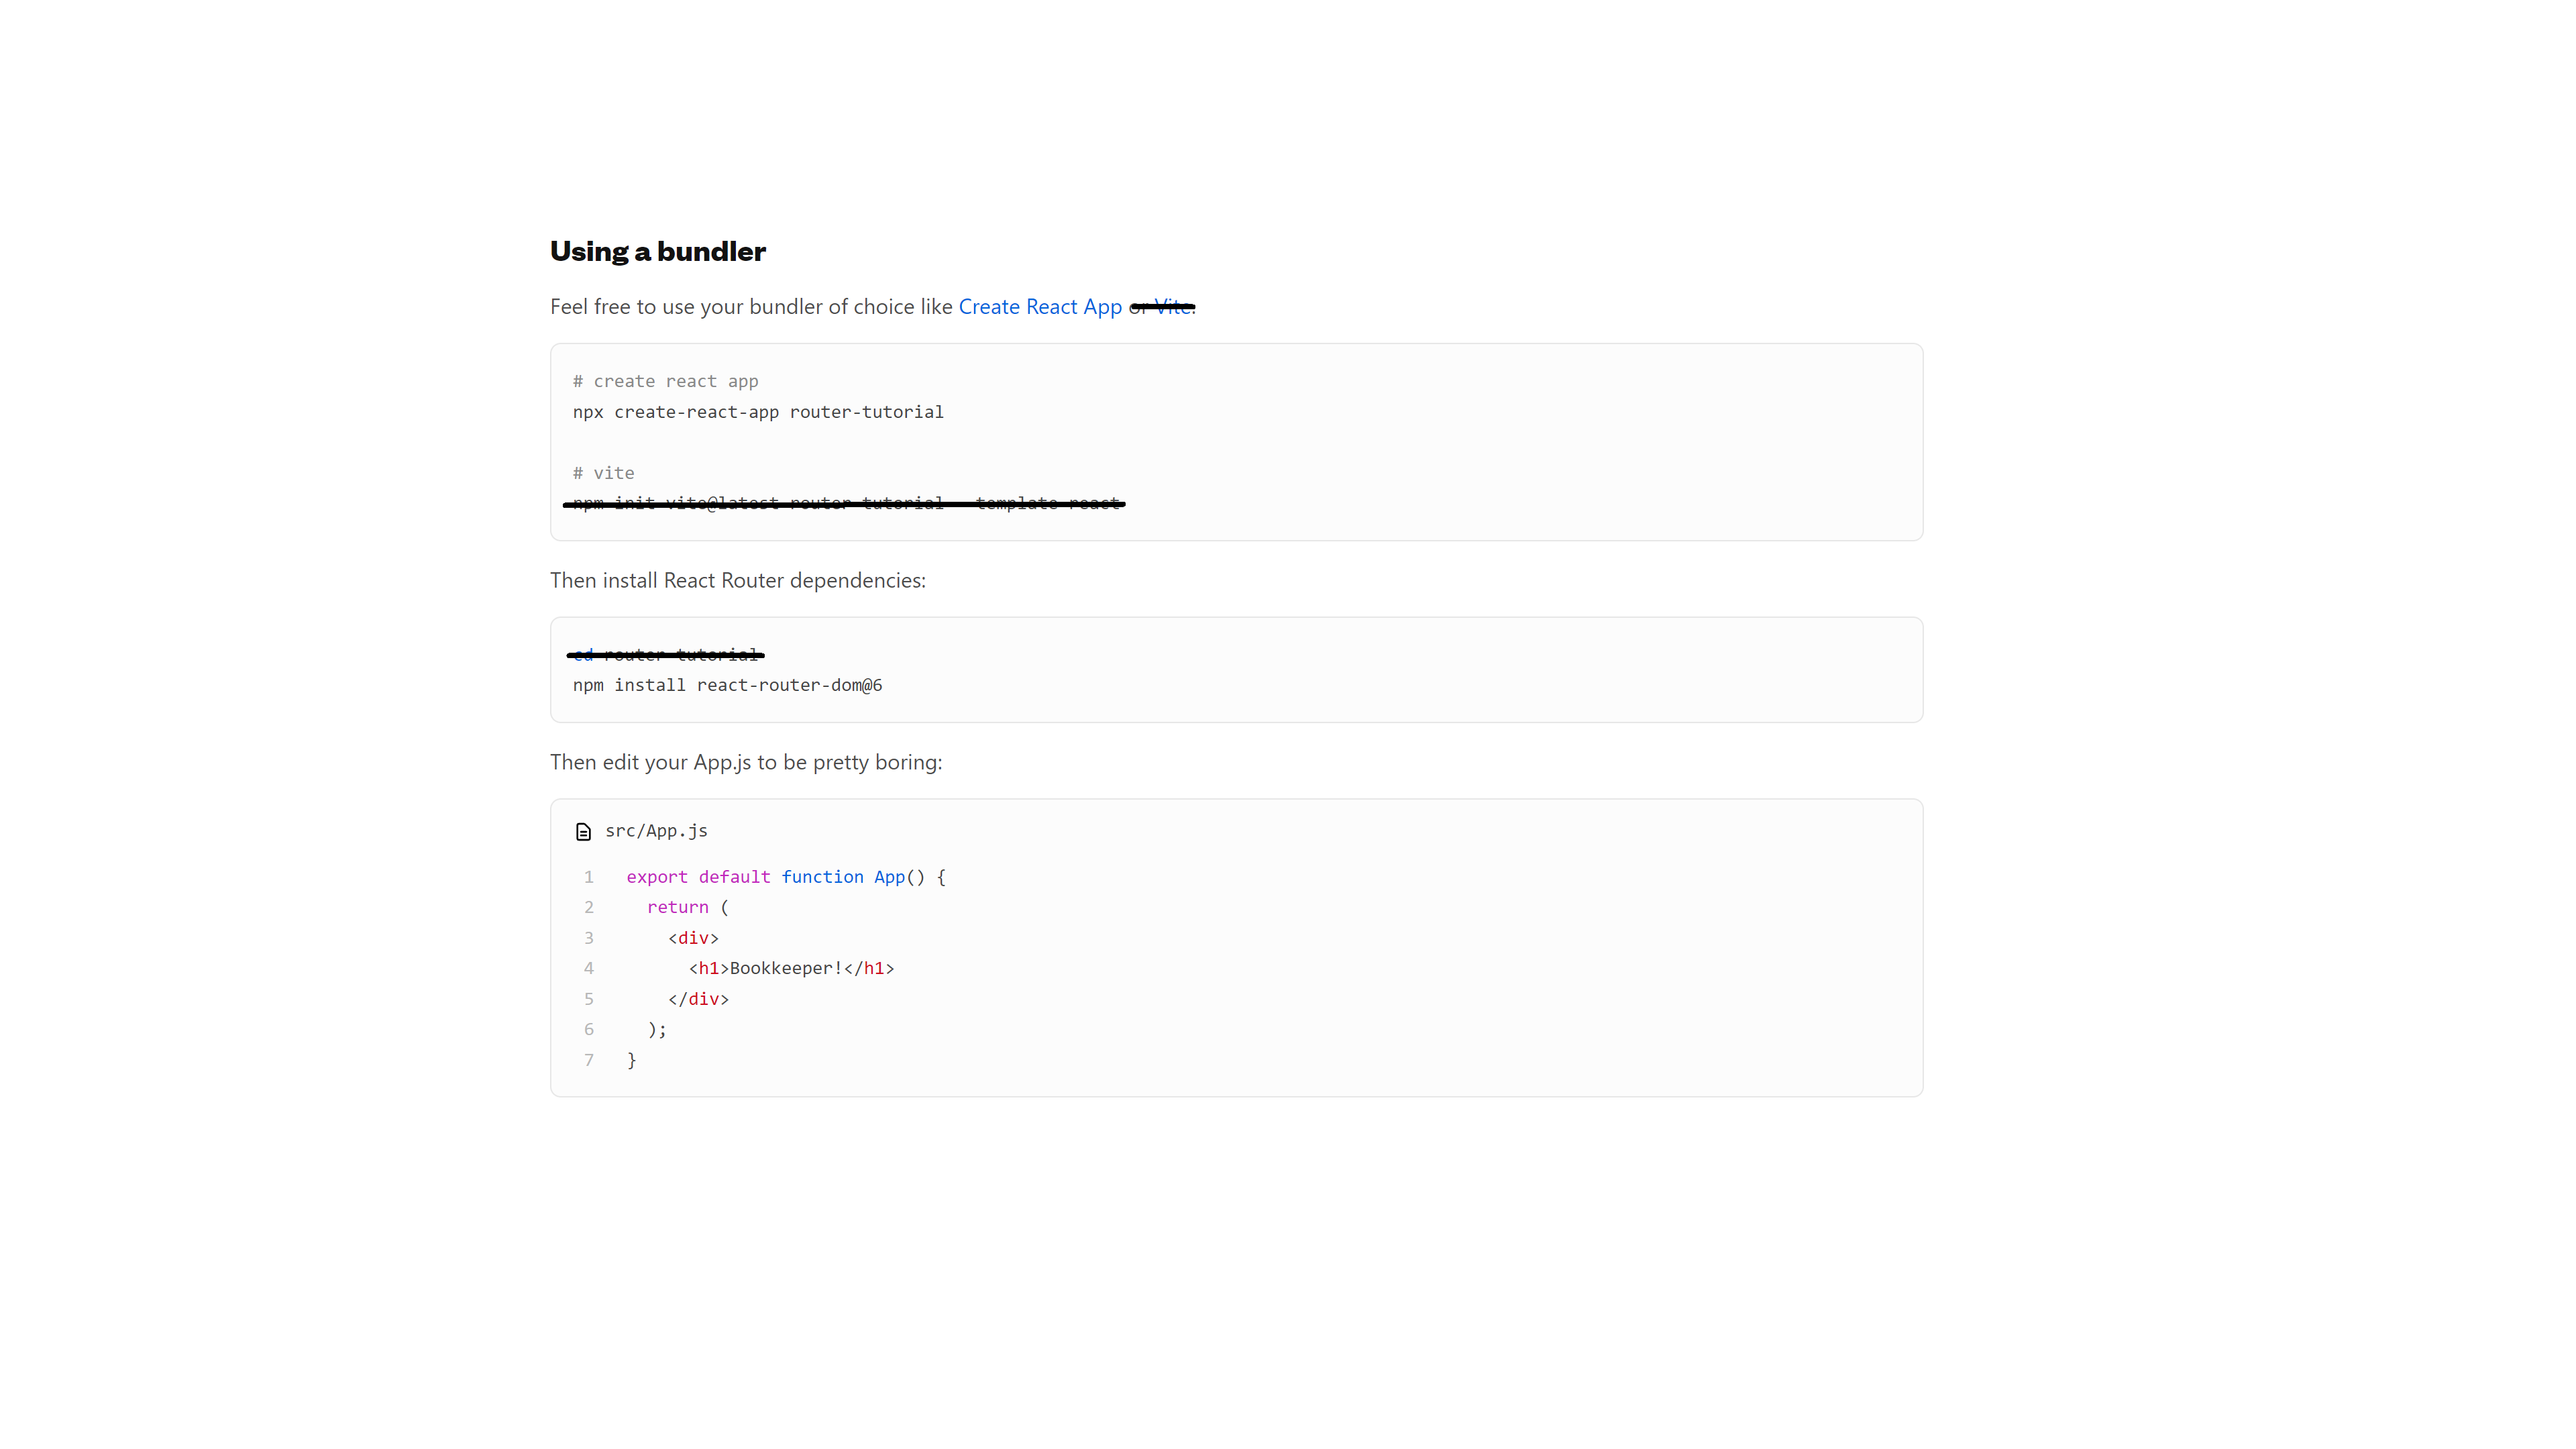 Using a bundler
Feel free to use your bundler of choice like Create React App or Vite.
# create react app
npx create-react-app router-tutorial
# vite
npm init vite@latest router-tutorial --template react
Then install React Router dependencies:
cd router-tutorial
npm install react-router-dom@6
Then edit your App.js to be pretty boring:
src/App.js
1 export default function App() {
2 return (
3 <div>
4 <h1>Bookkeeper!</h1>
5 </div>
6 );
7 }